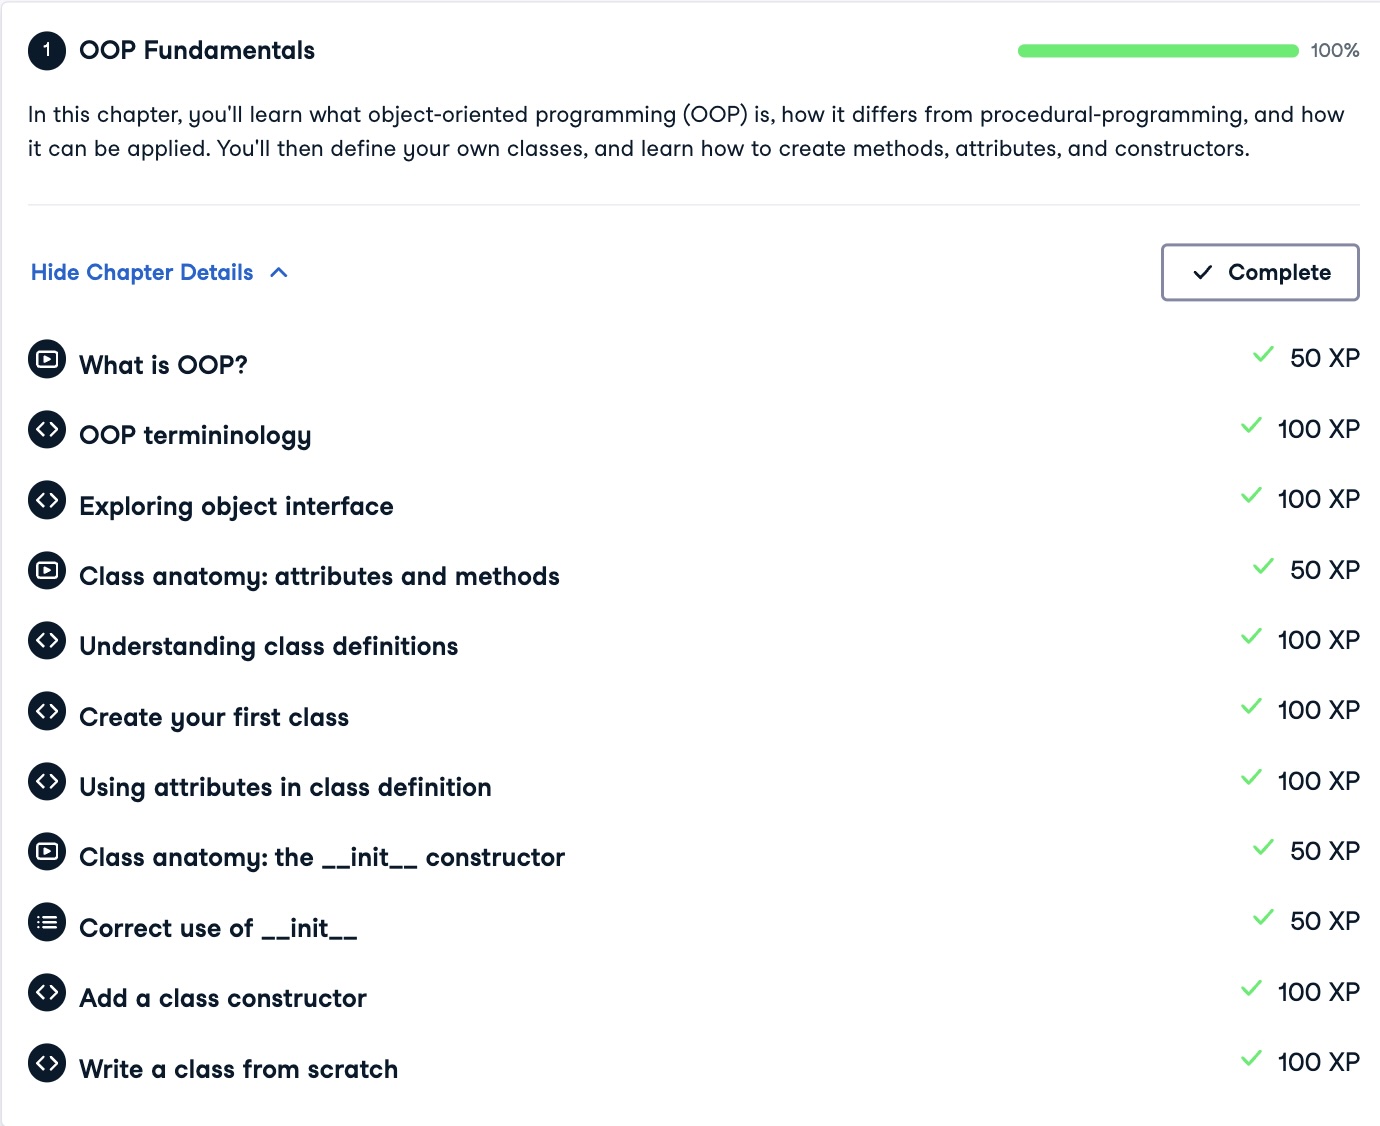 1 OOP Fundamentals 100%
In this chapter, you'll learn what object-oriented programming (OOP) is, how it differs from procedural-programming, and how
it can be applied. You'll then define your own classes, and learn how to create methods, attributes, and constructors.
Hide Chapter Details Complete
What is OOP? 50 XP
OOP termininology 100 XP
Exploring object interface 100 XP
Class anatomy: attributes and methods 50 XP
Understanding class definitions 100 XP
Create your first class 100 XP
Using attributes in class definition 100 XP
Class anatomy: the __init__ constructor 50 XP
Correct use of __init__ 50 XP
Add a class constructor 100 XP
Write a class from scratch 100 XP